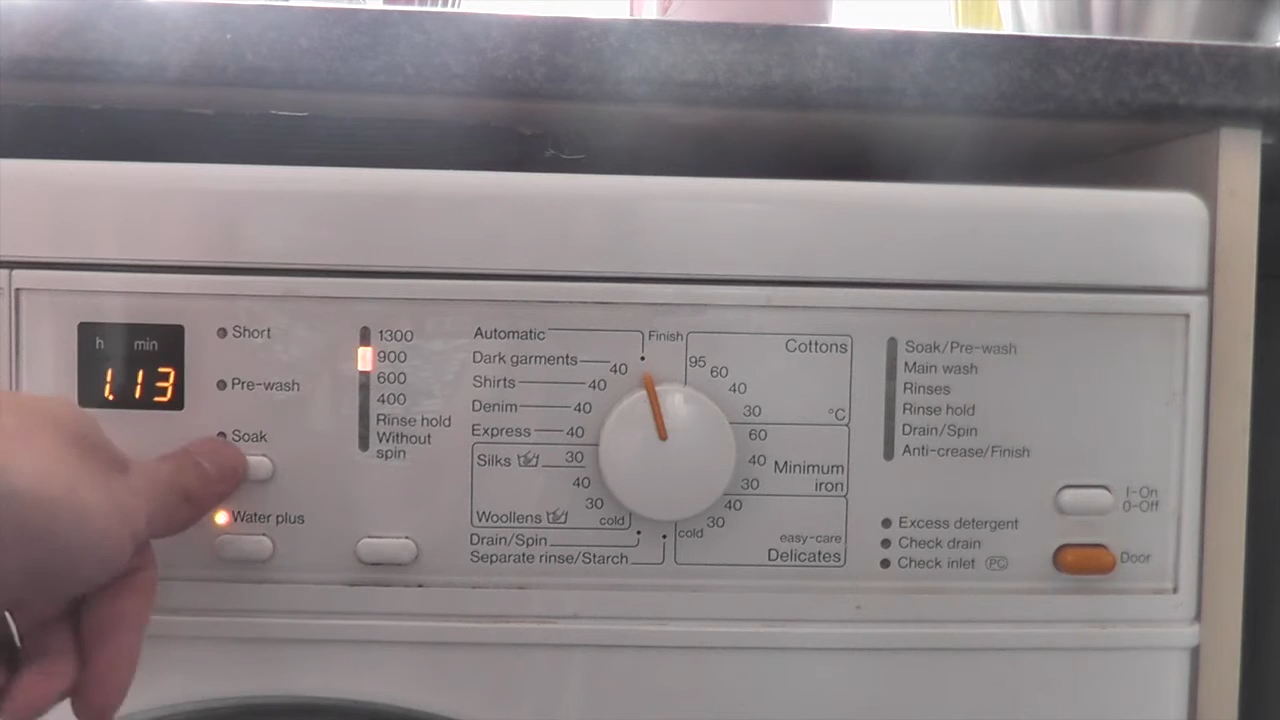 h min
1.13
Short
Pre-wash
Soak
Water plus
1300
900
600
400
Rinse hold
Without
spin
Automatic
Dark garments 40
Shirts 40
Denim 40
Express 40
Silks 30
40
30
Woollens cold
Drain/Spin
Separate rinse/Starch
Finish
Cottons
95
60
40
30 °C
60
40 Minimum
30 iron
40
30
cold easy-care
Delicates
Soak/Pre-wash
Main wash
Rinses
Rinse hold
Drain/Spin
Anti-crease/Finish
Excess detergent
Check drain
Check inlet PC
I-On
0-Off
Door